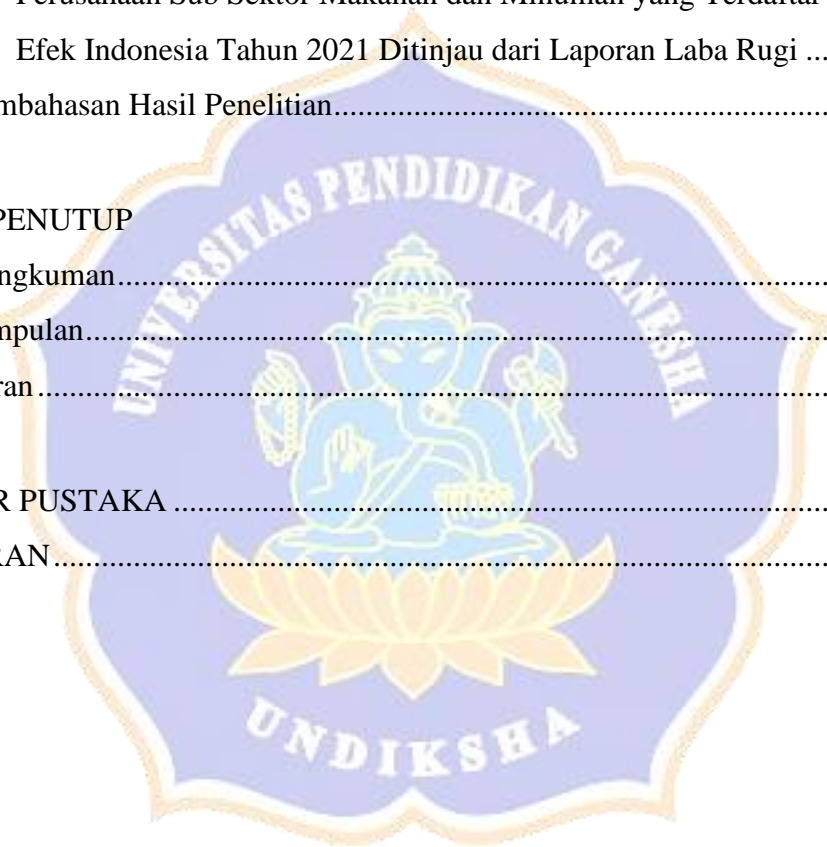 Perusahaan Sub Sektor Makanan dan Minuman yang Terdaftar
Efek Indonesia Tahun 2021 Ditinjau dari Laporan Laba Rugi ...
mbahasan Hasil Penelitian..........................................................
PENUTUP
ngkuman.....................................................................................
mpulan.........................................................................................
ran...............................................................................................
R PUSTAKA ................................................................................
RAN..............................................................................................
UNIVERSITAS PENDIDIKAN GANESHA
UNDIKSHA